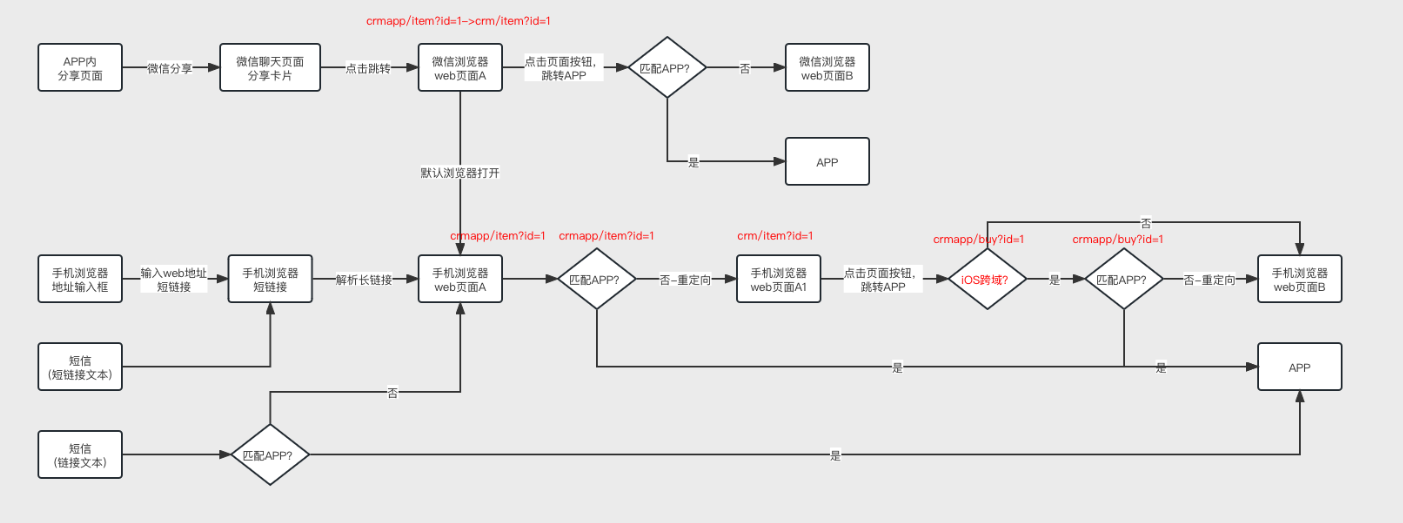 crmapp/item?id=1->crm/item?id=1
APP内
分享页面
微信分享
微信聊天页面
分享卡片
点击跳转
微信浏览器
web页面A
点击页面按钮，
跳转APP
匹配APP?
否
微信浏览器
web页面B
是
APP
默认浏览器打开
否
crmapp/item?id=1
crmapp/item?id=1
crm/item?id=1
crmapp/buy?id=1
crmapp/buy?id=1
手机浏览器
地址输入框
输入web地址
短链接
手机浏览器
短链接
解析长链接
手机浏览器
web页面A
匹配APP?
否-重定向
手机浏览器
web页面A1
点击页面按钮，
跳转APP
iOS跨域?
是
匹配APP?
否-重定向
手机浏览器
web页面B
短信
(短链接文本)
是
是
APP
否
短信
(链接文本)
匹配APP?
是